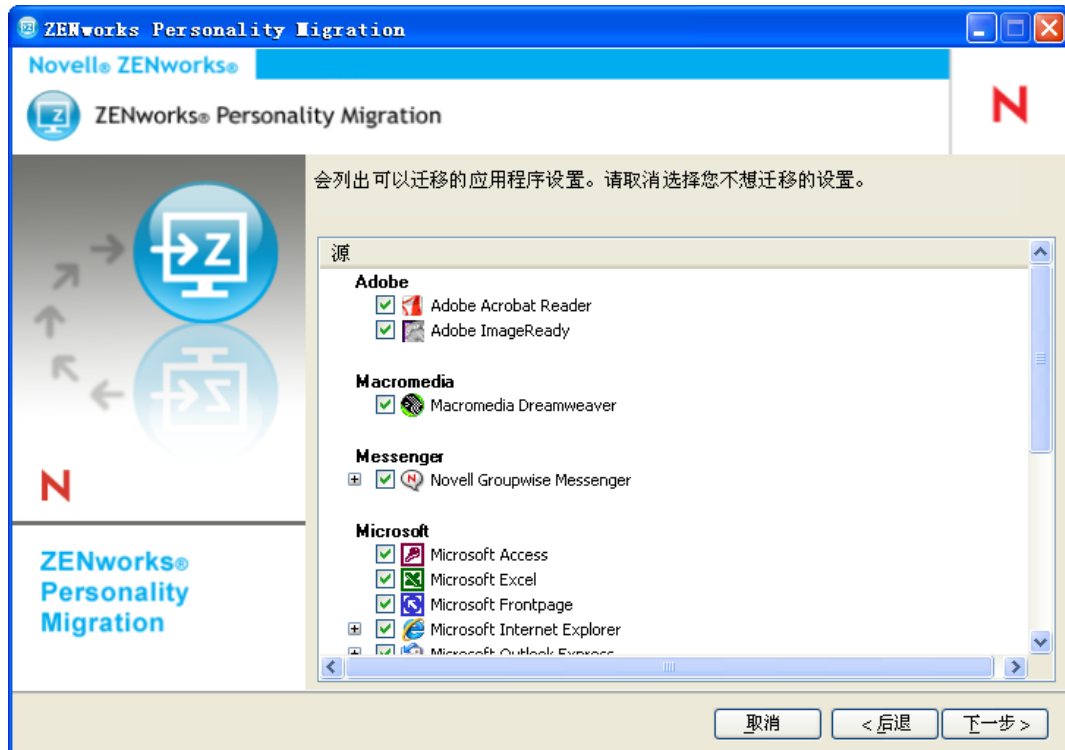 ZENworks Personality Migration
Novell® ZENworks®
ZENworks® Personality Migration
N
会列出可以迁移的应用程序设置。请取消选择您不想迁移的设置。
源
Adobe
Adobe Acrobat Reader
Adobe ImageReady
Macromedia
Macromedia Dreamweaver
Messenger
Novell Groupwise Messenger
Microsoft
Microsoft Access
Microsoft Excel
Microsoft Frontpage
Microsoft Internet Explorer
Microsoft Outlook Express
Z
N
ZENworks®
Personality
Migration
取消
< 后退
下一步 >